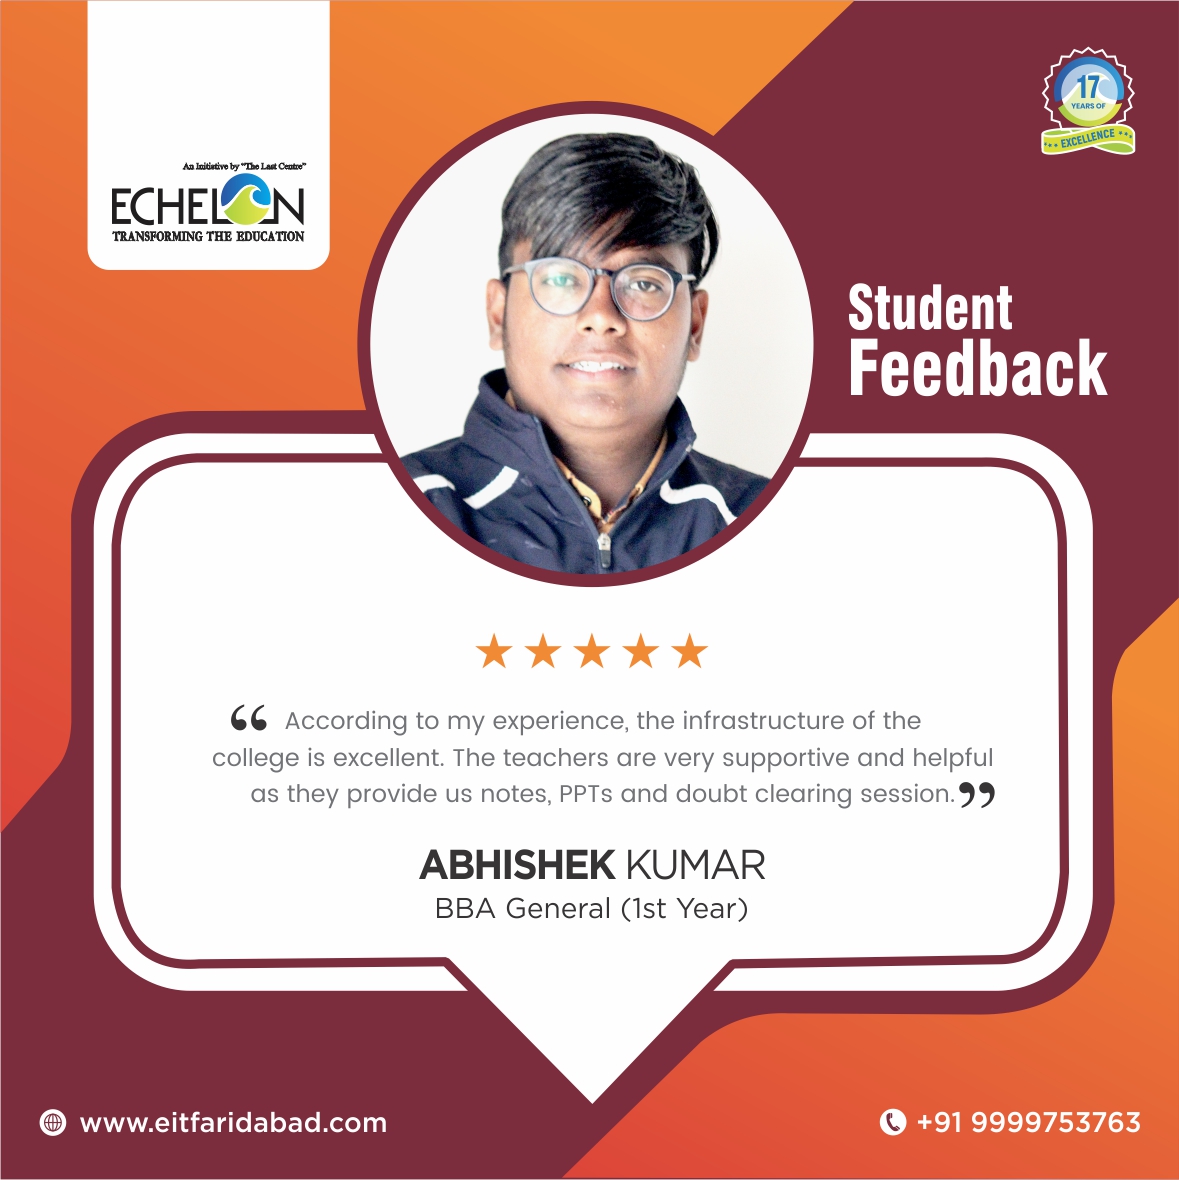 An Initiative by "The Last Centre"
ECHELON
TRANSFORMING THE EDUCATION
17
YEARS OF
EXCELLENCE
Student
Feedback
“ According to my experience, the infrastructure of the
college is excellent. The teachers are very supportive and helpful
as they provide us notes, PPTs and doubt clearing session.”
ABHISHEK KUMAR
BBA General (1st Year)
www.eitfaridabad.com
+91 9999753763